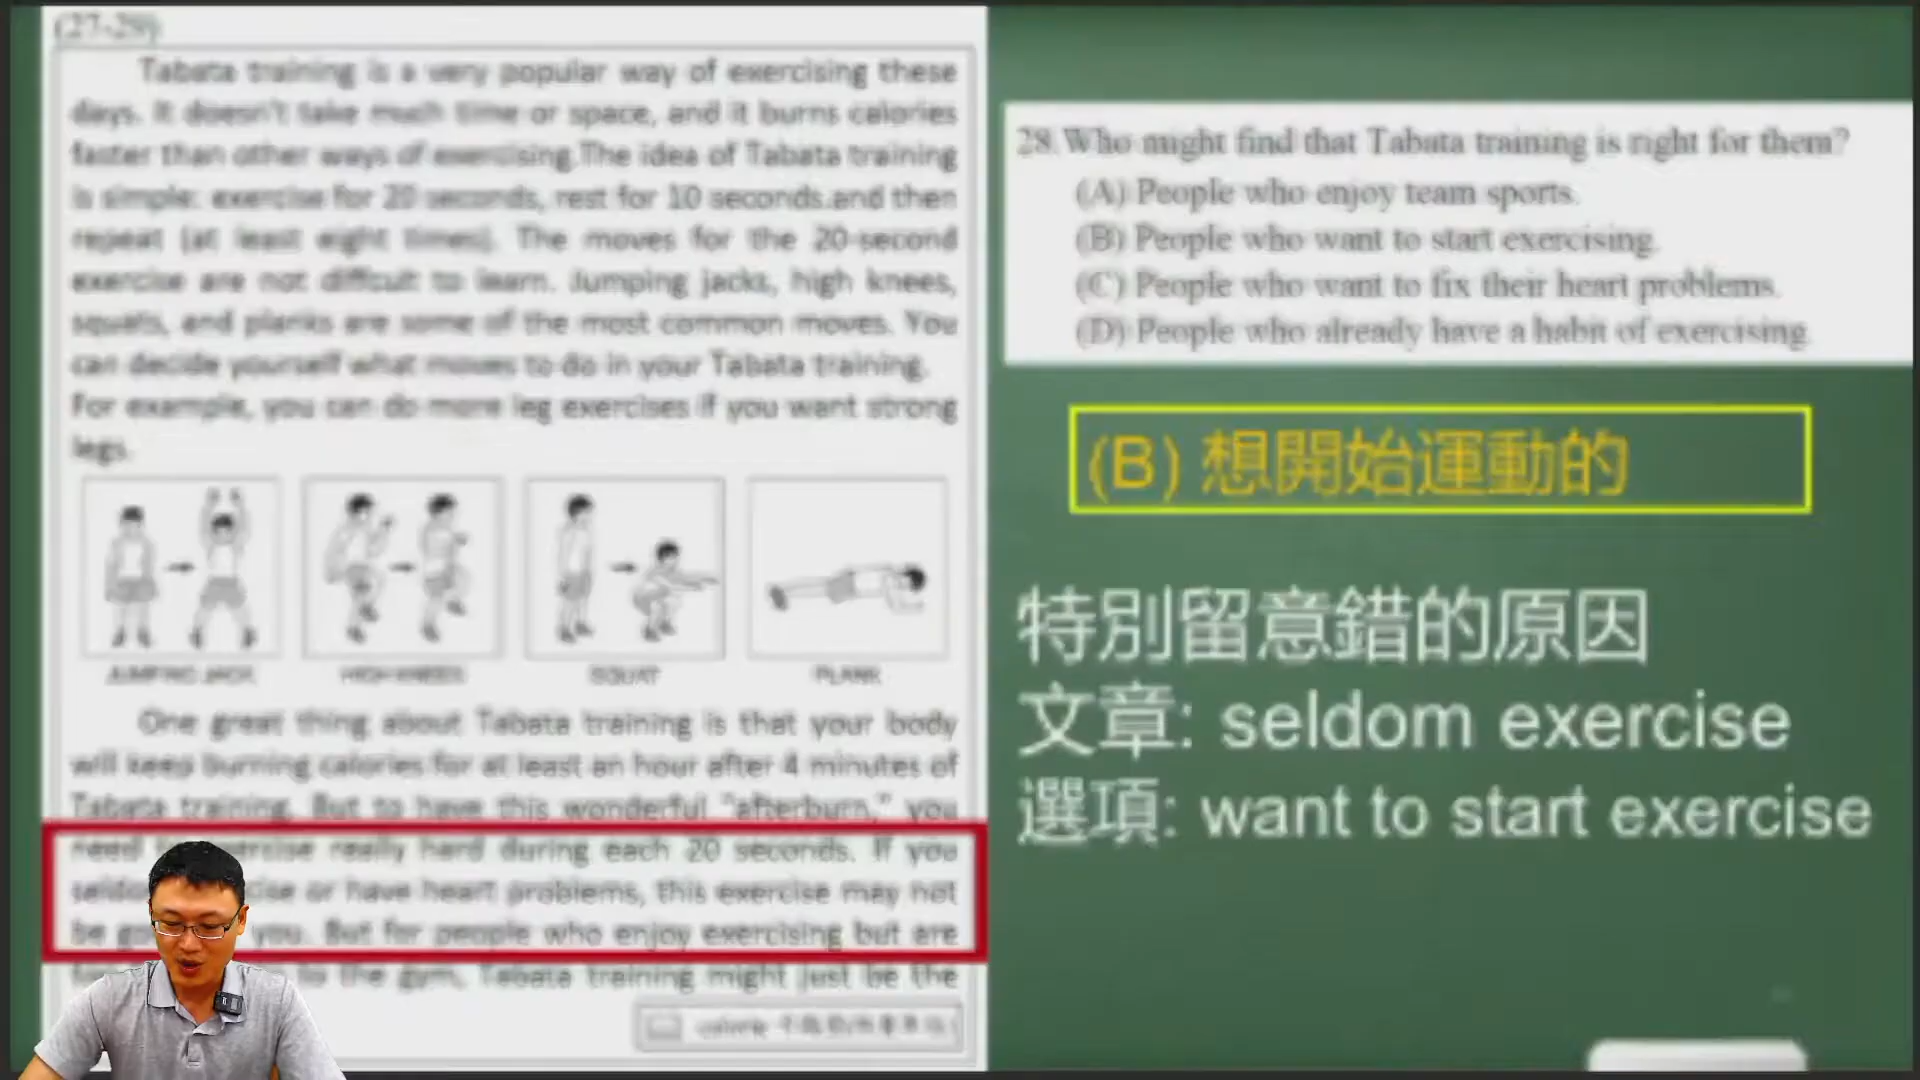 (27-29)
Tabata training is a very popular way of exercising these
days. It doesn't take much time or space, and it burns calories
faster than other ways of exercising.The idea of Tabata training
is simple: exercise for 20 seconds, rest for 10 seconds.and then
repeat (at least eight times). The moves for the 20-second
exercise are not difficult to learn. Jumping jacks, high knees,
squats, and planks are some of the most common moves. You
can decide yourself what moves to do in your Tabata training.
For example, you can do more leg exercises if you want strong
legs.
JUMPING JACK
HIGH KNEES
SQUAT
PLANK
One great thing about Tabata training is that your body
will keep burning calories for at least an hour after 4 minutes of
Tabata training. But to have this wonderful "afterburn," you
need exercise really hard during each 20 seconds. If you
or have heart problems, this exercise may not
be you. But for people who enjoy exercising but are
to the gym, Tabata training might just be the
calorie
28.Who might find that Tabata training is right for them?
(A) People who enjoy team sports.
(B) People who want to start exercising.
(C) People who want to fix their heart problems.
(D) People who already have a habit of exercising.
(B) 想開始運動的
特別留意錯的原因
文章: seldom exercise
選項: want to start exercise